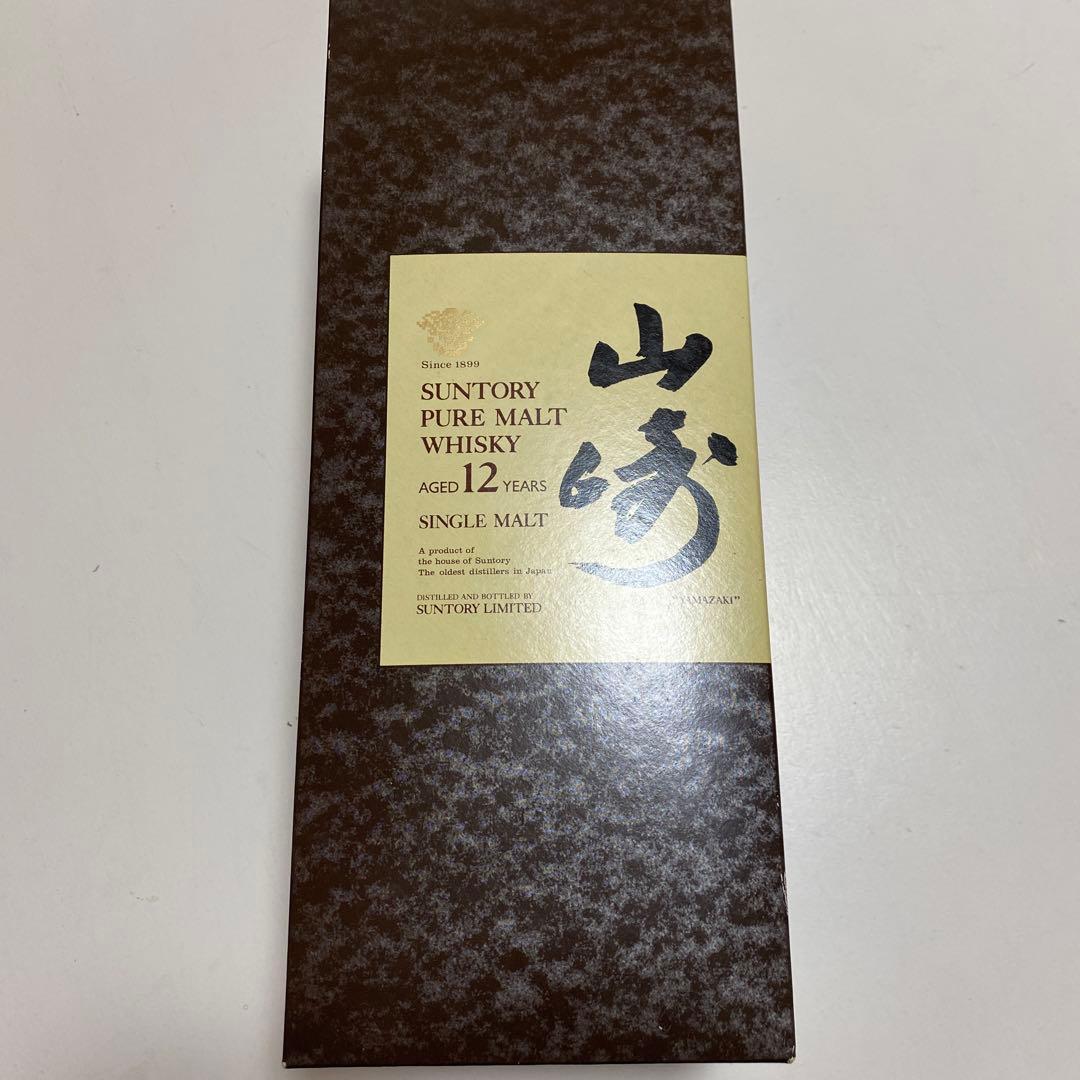 山崎
Since 1899
SUNTORY
PURE MALT
WHISKY
AGED 12 YEARS
SINGLE MALT
A product of
the house of Suntory
The oldest distillers in Japan
DISTILLED AND BOTTLED BY
SUNTORY LIMITED
"YAMAZAKI"